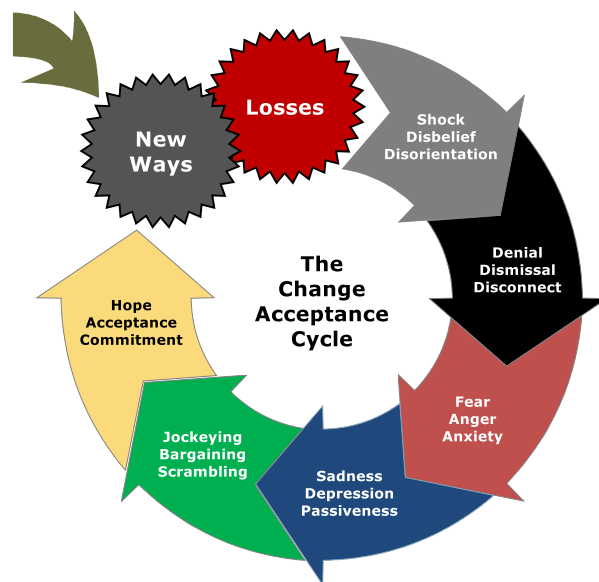 The
Change
Acceptance
Cycle
New
Ways
Losses
Shock
Disbelief
Disorientation
Denial
Dismissal
Disconnect
Fear
Anger
Anxiety
Sadness
Depression
Passiveness
Jockeying
Bargaining
Scrambling
Hope
Acceptance
Commitment